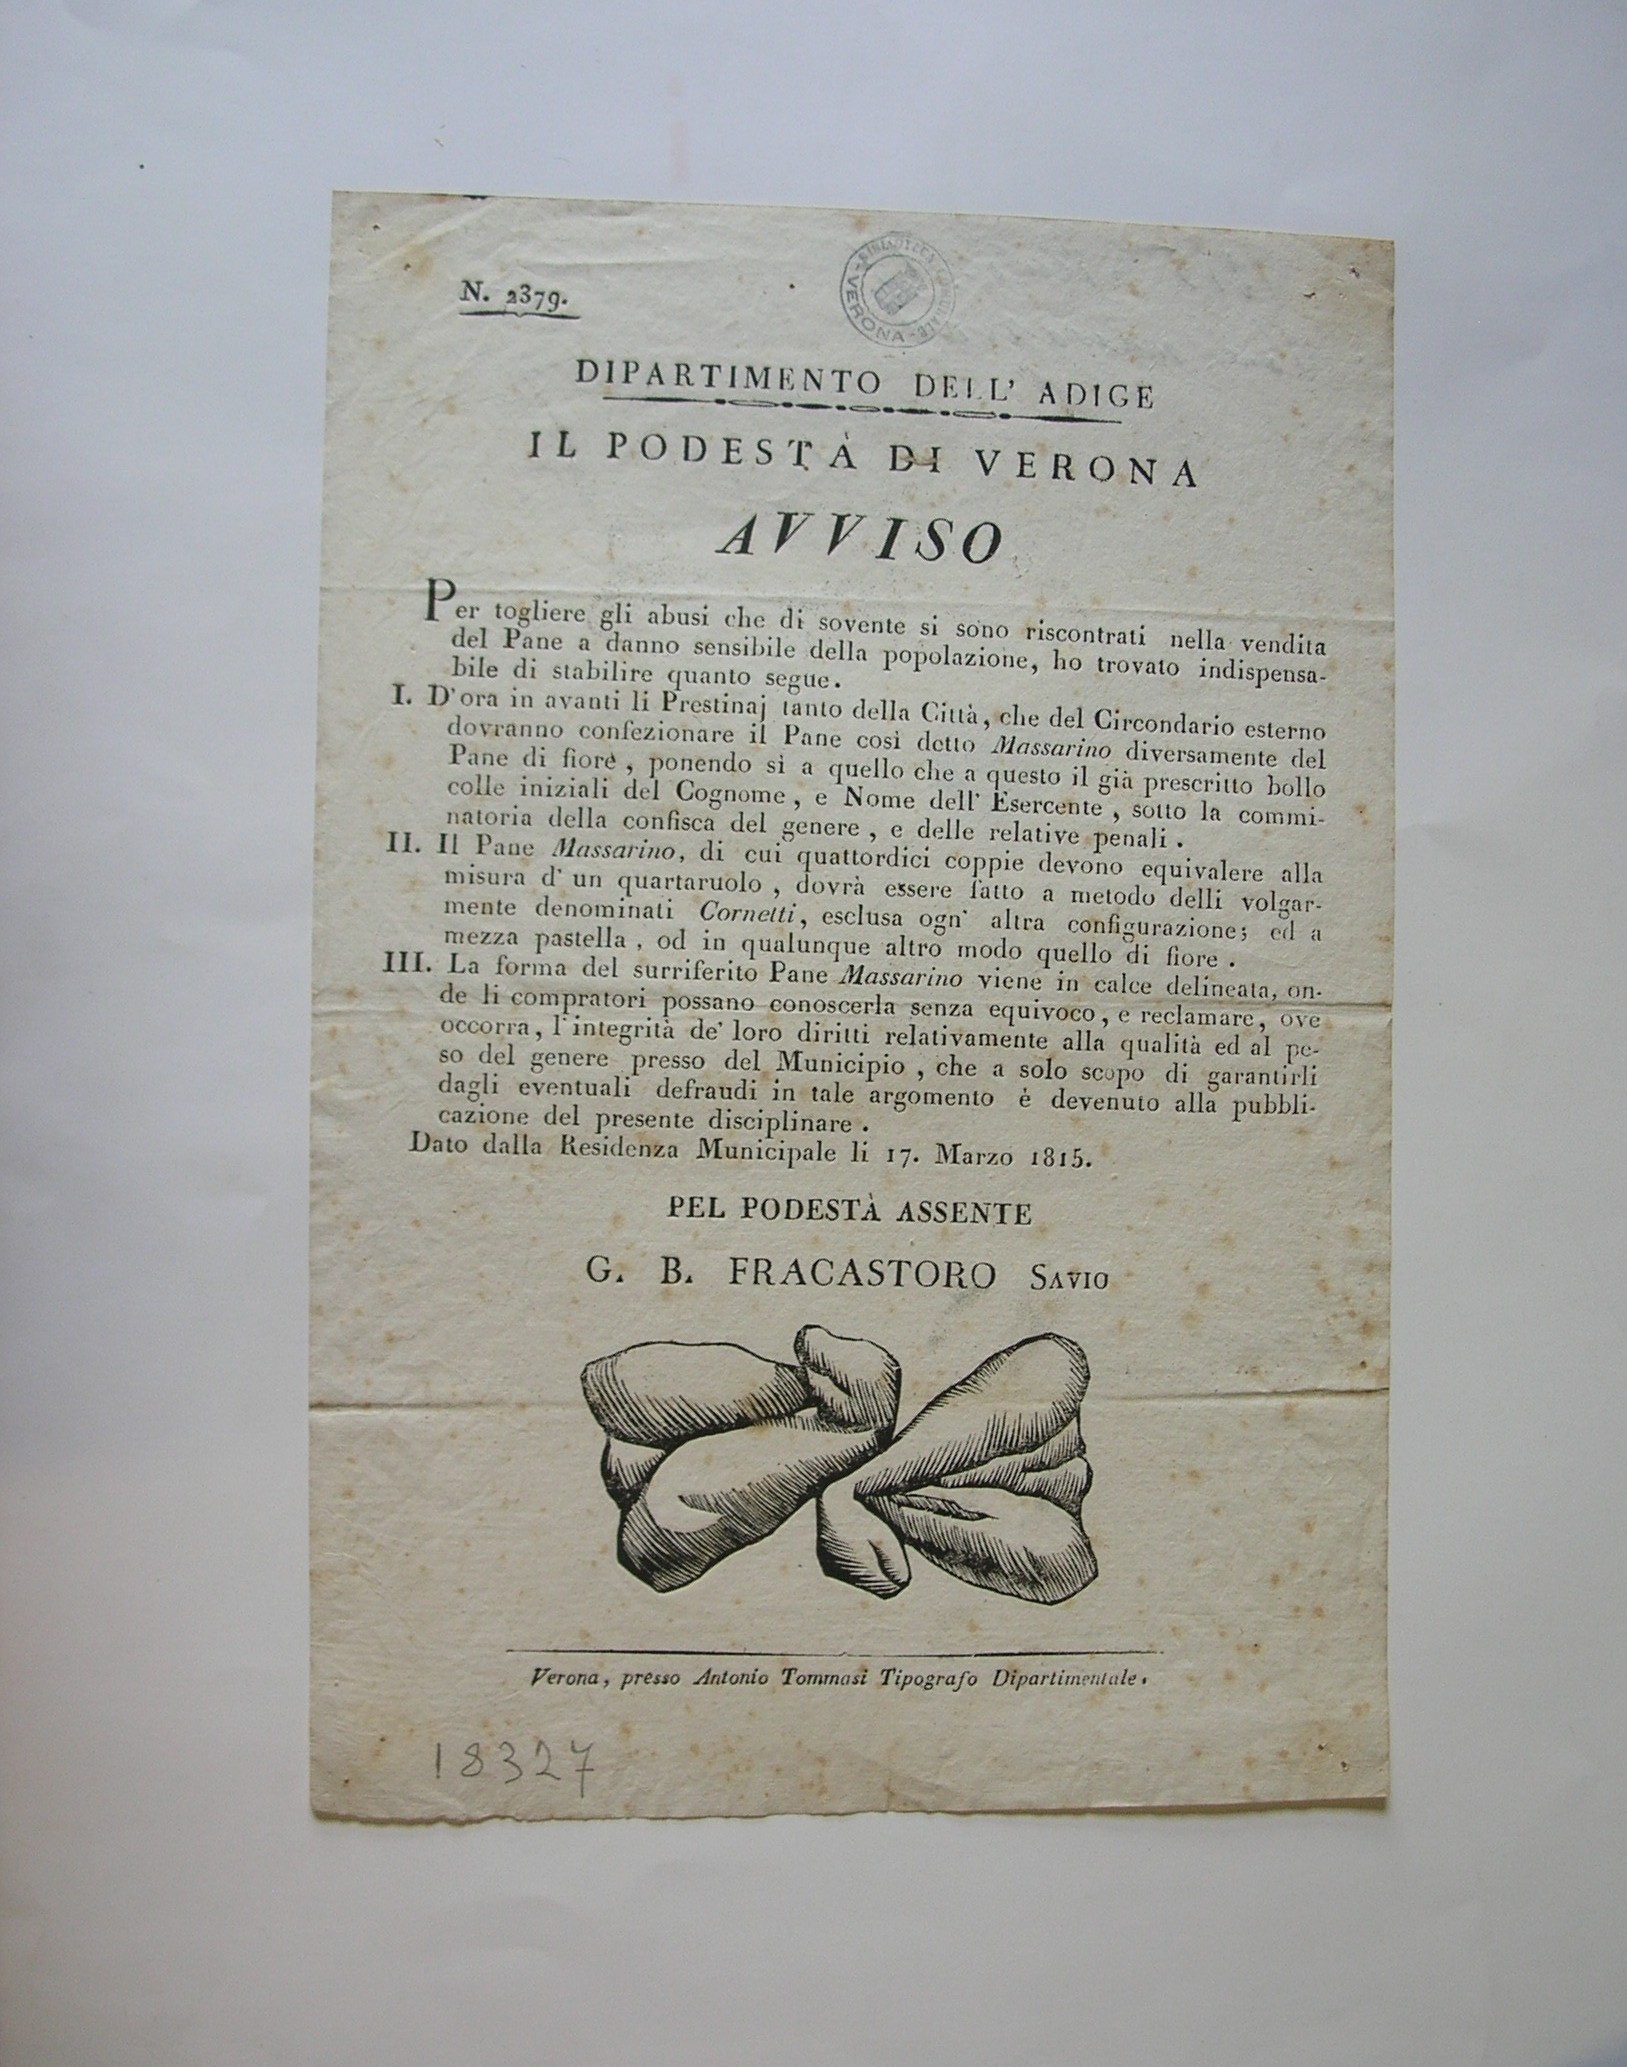 N. 2379.
BIBLIOTECA COMUNALE - VERONA -
DIPARTIMENTO DELL' ADIGE
IL PODESTÀ DI VERONA
AVVISO
Per togliere gli abusi che di sovente si sono riscontrati nella vendita
del Pane a danno sensibile della popolazione, ho trovato indispensa-
bile di stabilire quanto segue.
I. D'ora in avanti li Prestinaj tanto della Città, che del Circondario esterno
dovranno confezionare il Pane così detto Massarino diversamente del
Pane di fiore, ponendo sì a quello che a questo il già prescritto bollo
colle iniziali del Cognome, e Nome dell' Esercente, sotto la commi-
natoria della confisca del genere, e delle relative penali.
II. Il Pane Massarino, di cui quattordici coppie devono equivalere alla
misura d' un quartaruolo, dovrà essere fatto a metodo delli volgar-
mente denominati Cornetti, esclusa ogn' altra configurazione; ed a
mezza pastella, od in qualunque altro modo quello di fiore.
III. La forma del surriferito Pane Massarino viene in calce delineata, on-
de li compratori possano conoscerla senza equivoco, e reclamare, ove
occorra, l'integrità de' loro diritti relativamente alla qualità ed al pe-
so del genere presso del Municipio, che a solo scopo di garantirli
dagli eventuali defraudi in tale argomento è devenuto alla pubbli-
cazione del presente disciplinare.
Dato dalla Residenza Municipale li 17. Marzo 1815.
PEL PODESTÀ ASSENTE
G. B. FRACASTORO SAVIO
Verona, presso Antonio Tommasi Tipografo Dipartimentale.
18327